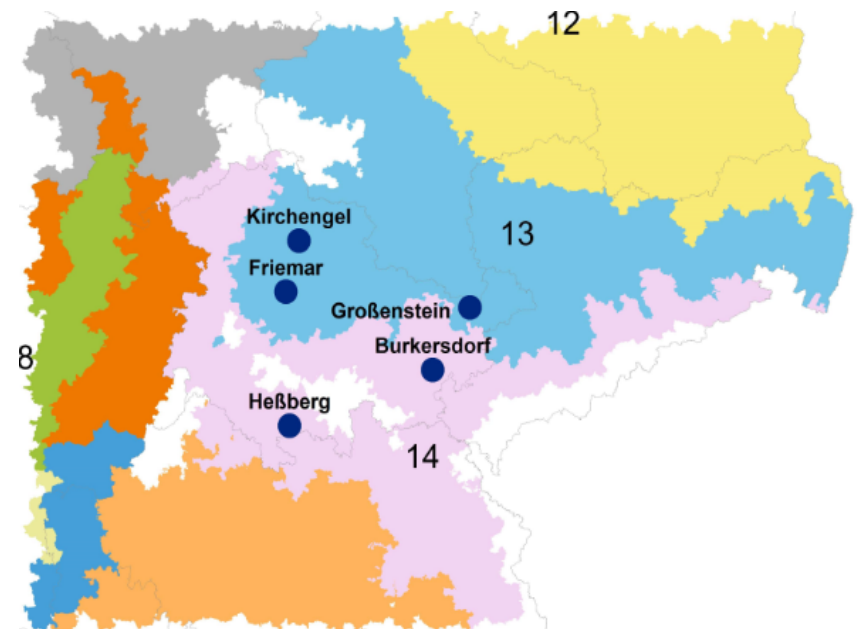 12
Kirchengel
13
Friemar
Großenstein
Burkersdorf
8
Heßberg
14